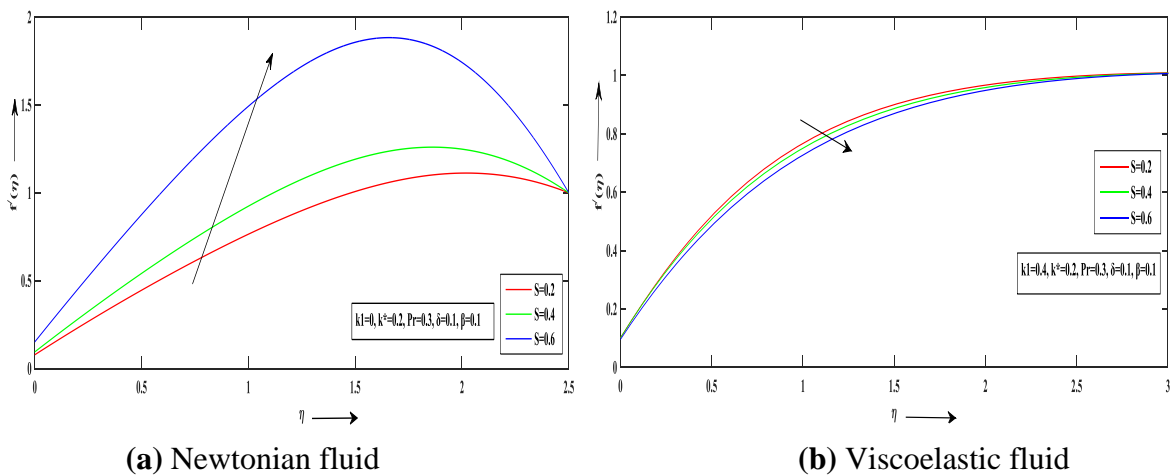 2
1.5
1
0.5
0
f'(η)
0
0.5
1
1.5
2
2.5
η
k1=0, k*=0.2, Pr=0.3, δ=0.1, β=0.1
S=0.2
S=0.4
S=0.6
(a) Newtonian fluid
1.2
1
0.8
0.6
0.4
0.2
0
f'(η)
0
0.5
1
1.5
2
2.5
3
η
S=0.2
S=0.4
S=0.6
k1=0.4, k*=0.2, Pr=0.3, δ=0.1, β=0.1
(b) Viscoelastic fluid